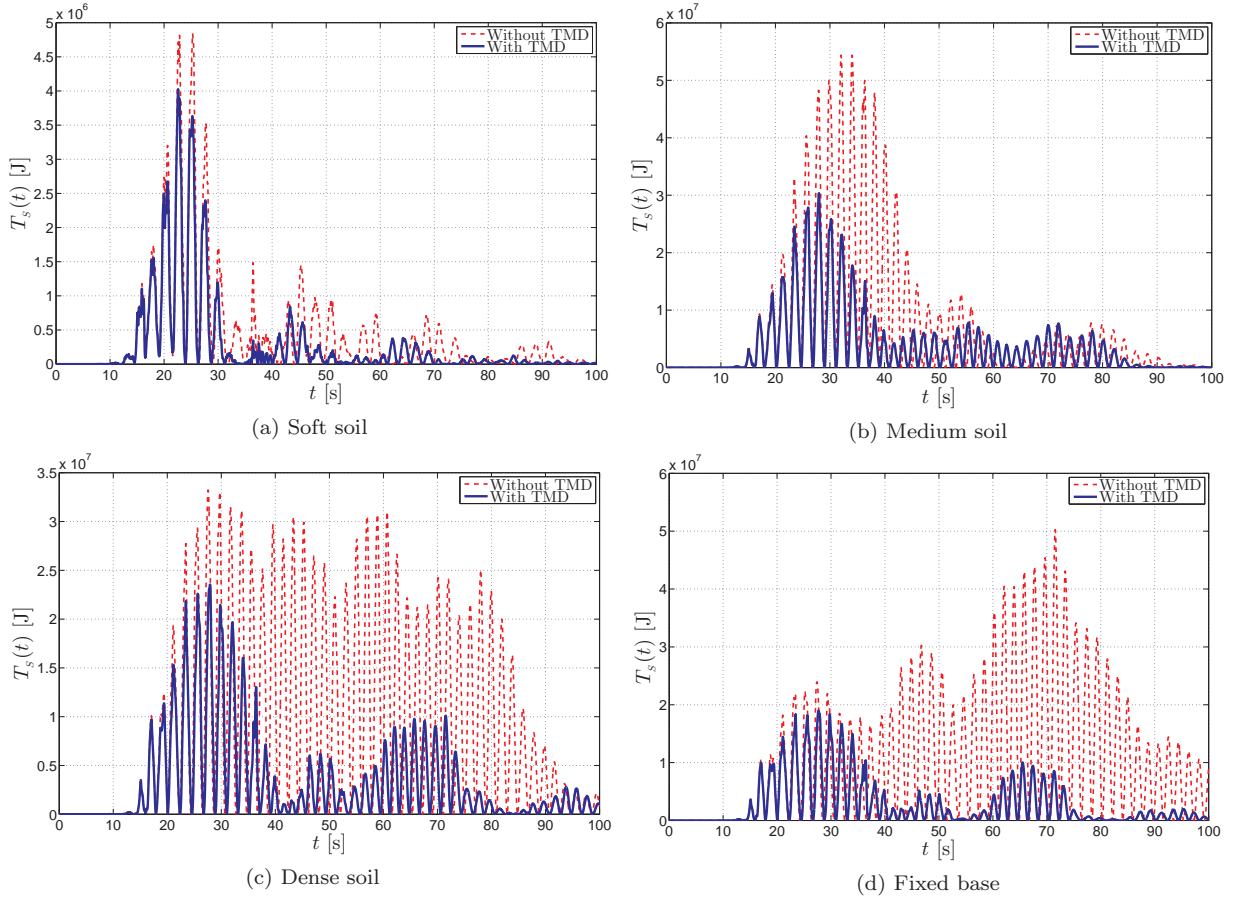 x 10^6
5
4.5
4
3.5
3
2.5
2
1.5
1
0.5
0
T_s(t) [J]
Without TMD
With TMD
0 10 20 30 40 50 60 70 80 90 100
t [s]
(a) Soft soil
x 10^7
6
5
4
3
2
1
0
T_s(t) [J]
Without TMD
With TMD
0 10 20 30 40 50 60 70 80 90 100
t [s]
(b) Medium soil
x 10^7
3.5
3
2.5
2
1.5
1
0.5
0
T_s(t) [J]
Without TMD
With TMD
0 10 20 30 40 50 60 70 80 90 100
t [s]
(c) Dense soil
x 10^7
6
5
4
3
2
1
0
T_s(t) [J]
Without TMD
With TMD
0 10 20 30 40 50 60 70 80 90 100
t [s]
(d) Fixed base